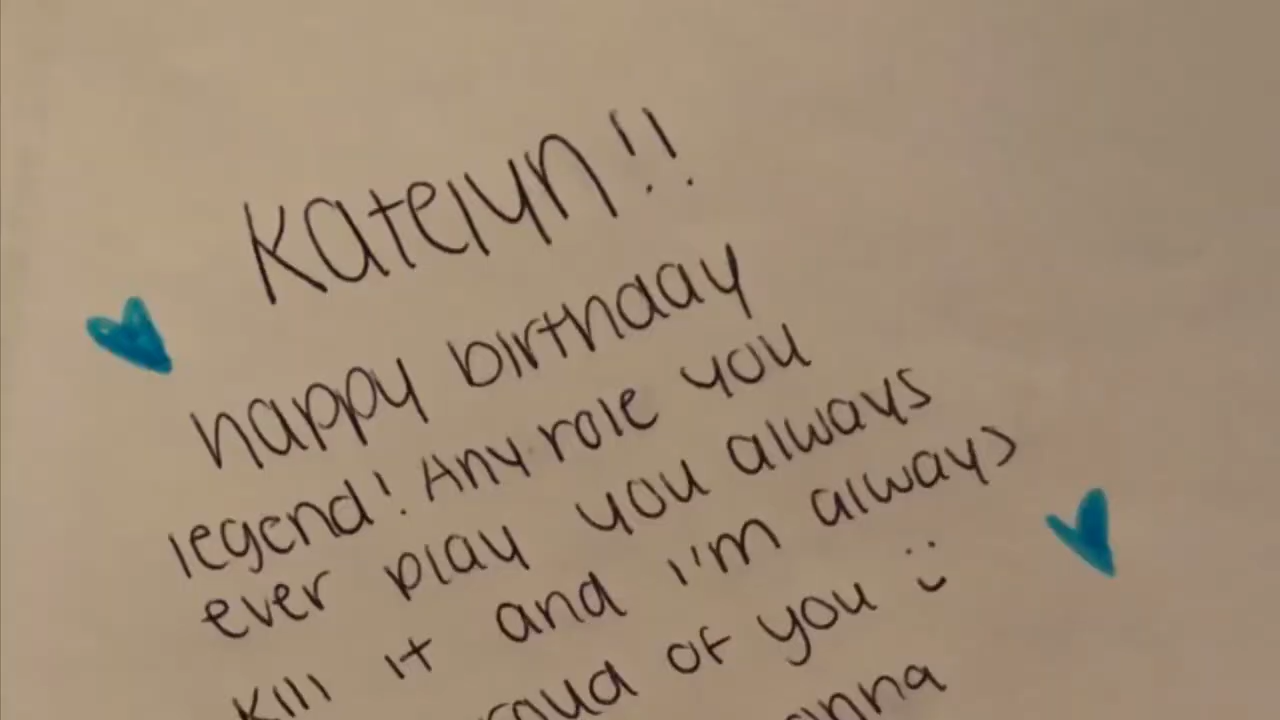 Katelyn!!
happy birthday
legend! Any role you
ever play you always
kill it and I'm always
of you :)